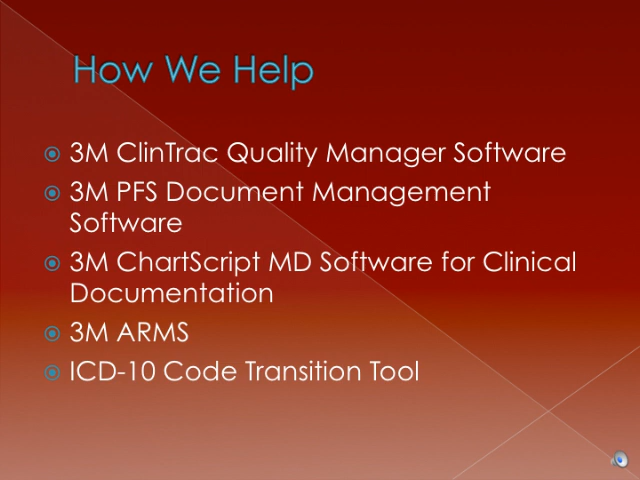 How We Help
3M ClinTrac Quality Manager Software
3M PFS Document Management
Software
3M ChartScript MD Software for Clinical
Documentation
3M ARMS
ICD-10 Code Transition Tool